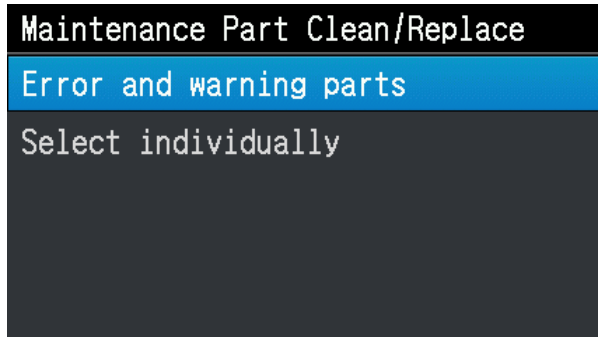 Maintenance Part Clean/Replace
Error and warning parts
Select individually